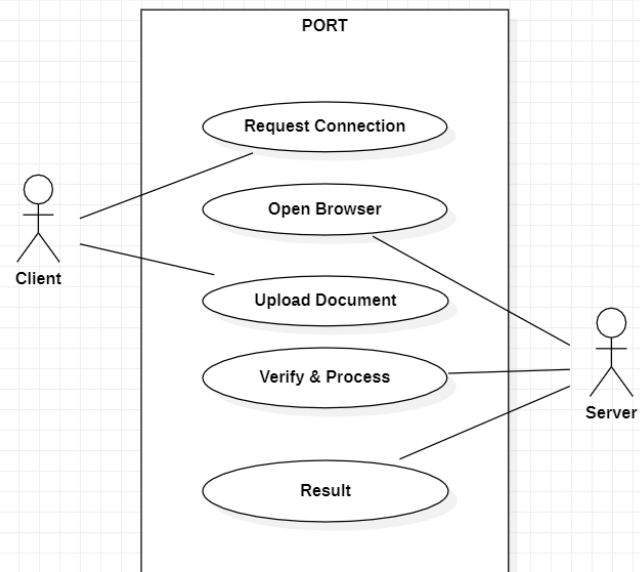 PORT
Request Connection
Open Browser
Client
Upload Document
Verify & Process
Server
Result